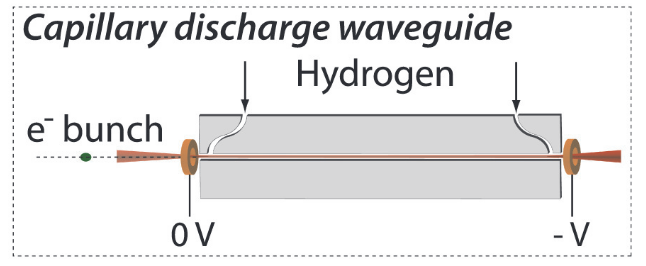 Capillary discharge waveguide
Hydrogen
e⁻ bunch
0 V
- V